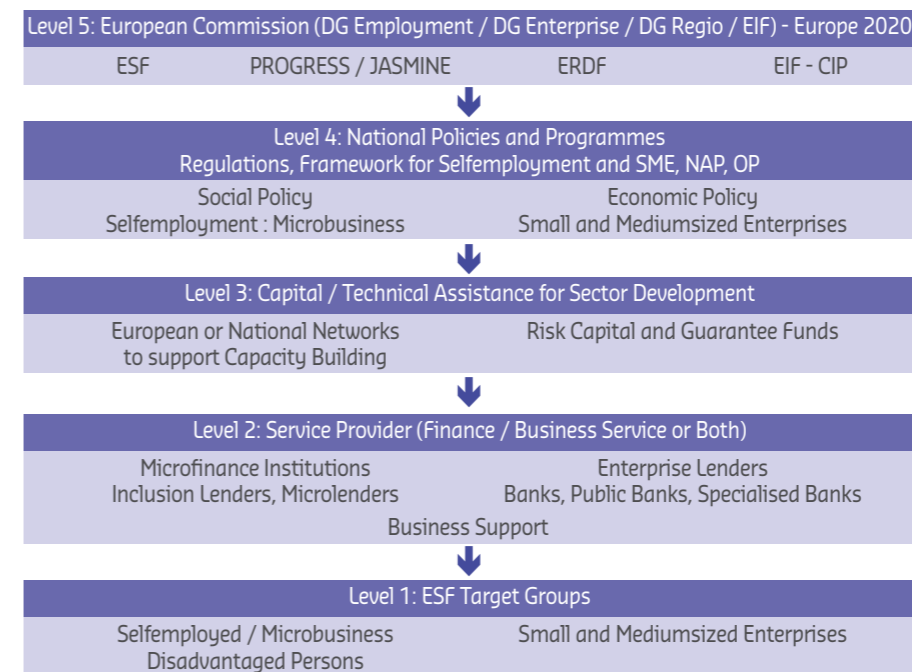 Level 5: European Commission (DG Employment / DG Enterprise / DG Regio / EIF) - Europe 2020
ESF PROGRESS / JASMINE ERDF EIF - CIP
Level 4: National Policies and Programmes
Regulations, Framework for Selfemployment and SME, NAP, OP
Social Policy
Selfemployment : Microbusiness
Economic Policy
Small and Mediumsized Enterprises
Level 3: Capital / Technical Assistance for Sector Development
European or National Networks
to support Capacity Building
Risk Capital and Guarantee Funds
Level 2: Service Provider (Finance / Business Service or Both)
Microfinance Institutions
Inclusion Lenders, Microlenders
Enterprise Lenders
Banks, Public Banks, Specialised Banks
Business Support
Level 1: ESF Target Groups
Selfemployed / Microbusiness
Disadvantaged Persons
Small and Mediumsized Enterprises